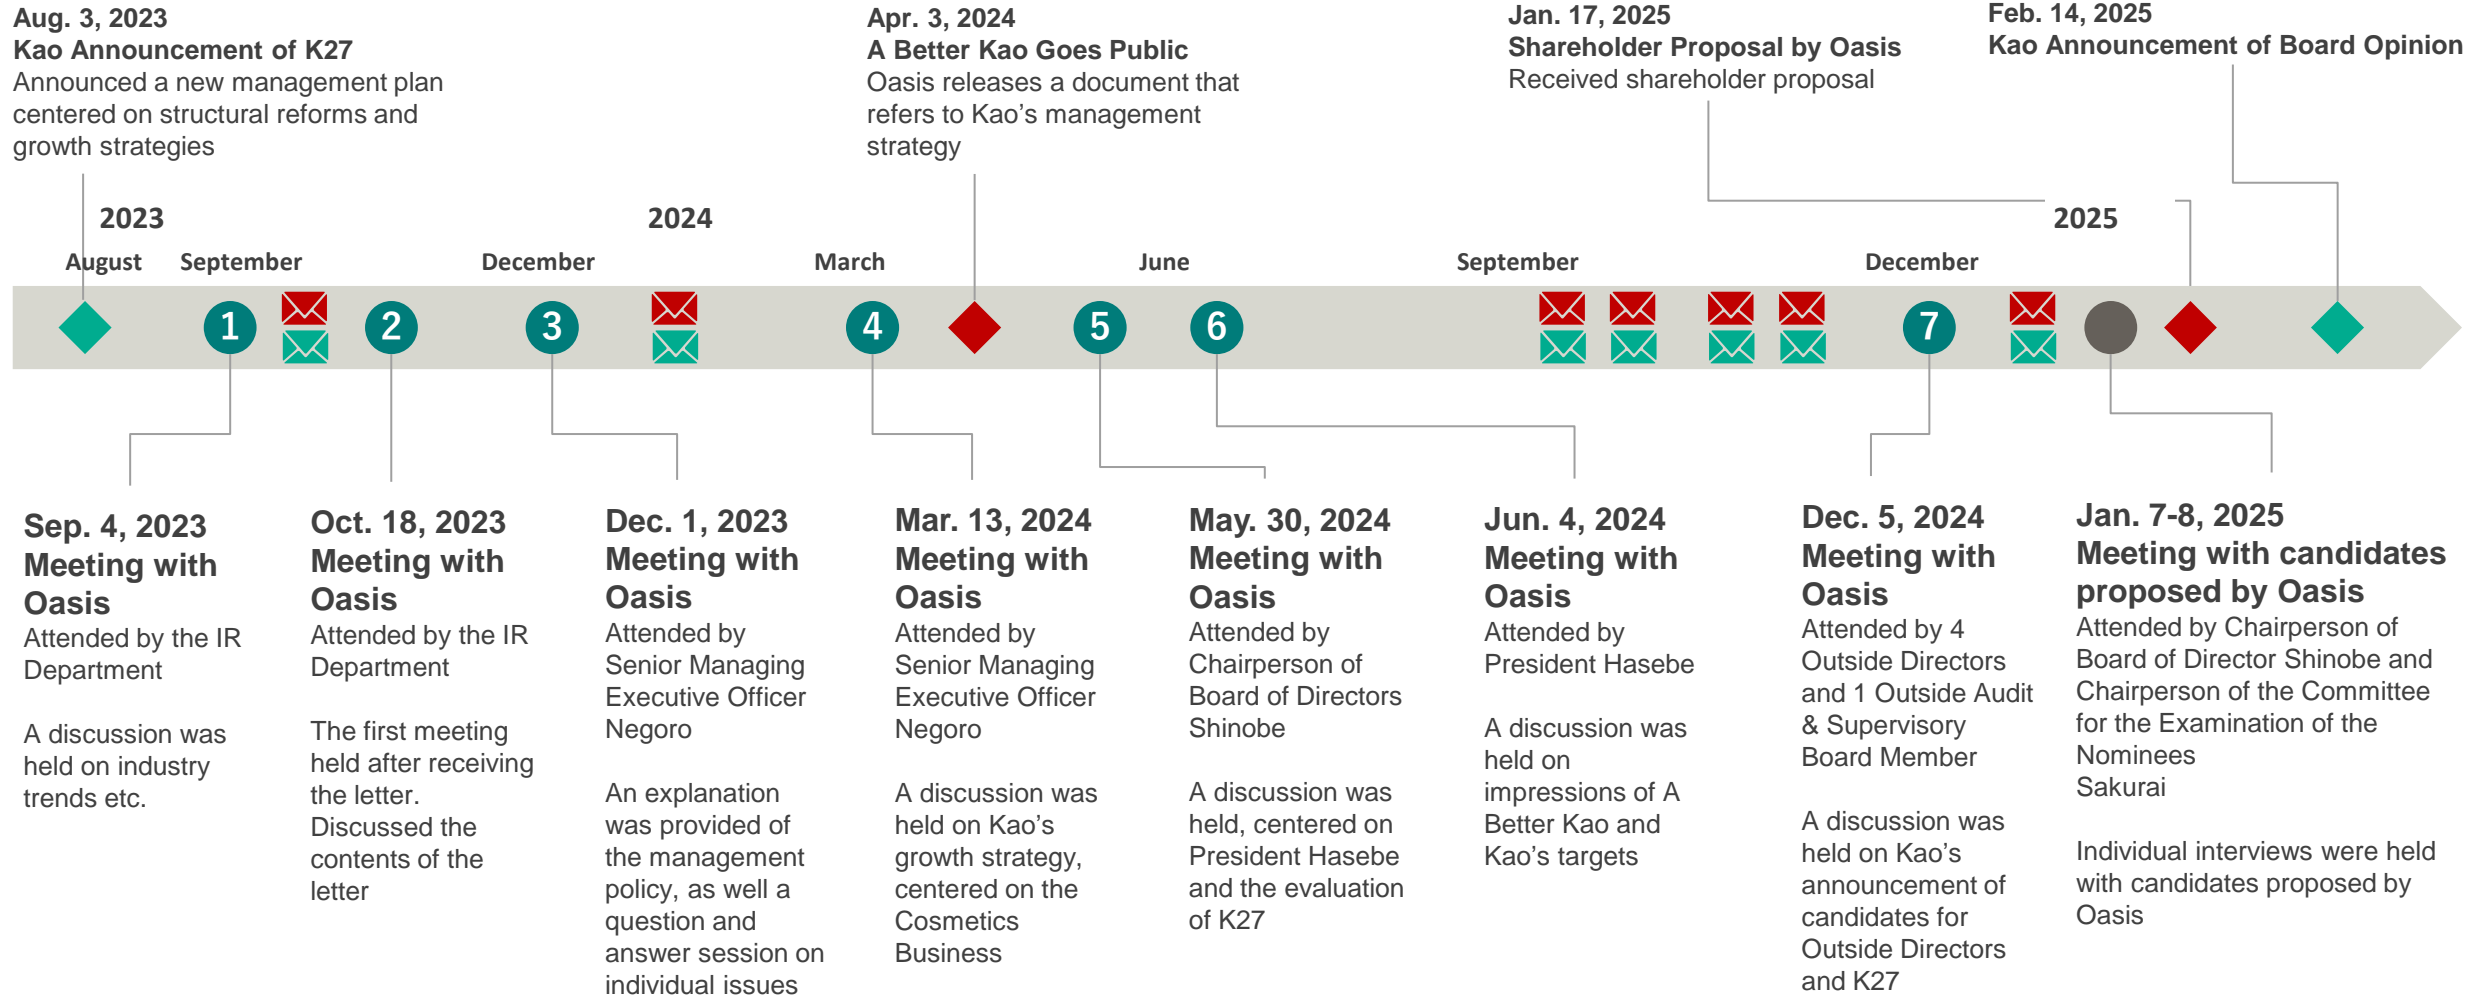 Aug. 3, 2023
Kao Announcement of K27
Announced a new management plan
centered on structural reforms and
growth strategies
Apr. 3, 2024
A Better Kao Goes Public
Oasis releases a document that
refers to Kao’s management
strategy
Jan. 17, 2025
Shareholder Proposal by Oasis
Received shareholder proposal
Feb. 14, 2025
Kao Announcement of Board Opinion
2023
2024
2025
August
September
December
March
June
September
December
1
2
3
4
5
6
7
Sep. 4, 2023
Meeting with
Oasis
Attended by the IR
Department
A discussion was
held on industry
trends etc.
Oct. 18, 2023
Meeting with
Oasis
Attended by the IR
Department
The first meeting
held after receiving
the letter.
Discussed the
contents of the
letter
Dec. 1, 2023
Meeting with
Oasis
Attended by
Senior Managing
Executive Officer
Negoro
An explanation
was provided of
the management
policy, as well a
question and
answer session on
individual issues
Mar. 13, 2024
Meeting with
Oasis
Attended by
Senior Managing
Executive Officer
Negoro
A discussion was
held on Kao’s
growth strategy,
centered on the
Cosmetics
Business
May. 30, 2024
Meeting with
Oasis
Attended by
Chairperson of
Board of Directors
Shinobe
A discussion was
held, centered on
President Hasebe
and the evaluation
of K27
Jun. 4, 2024
Meeting with
Oasis
Attended by
President Hasebe
A discussion was
held on
impressions of A
Better Kao and
Kao’s targets
Dec. 5, 2024
Meeting with
Oasis
Attended by 4
Outside Directors
and 1 Outside Audit
& Supervisory
Board Member
A discussion was
held on Kao’s
announcement of
candidates for
Outside Directors
and K27
Jan. 7-8, 2025
Meeting with candidates
proposed by Oasis
Attended by Chairperson of
Board of Director Shinobe and
Chairperson of the Committee
for the Examination of the
Nominees
Sakurai
Individual interviews were held
with candidates proposed by
Oasis